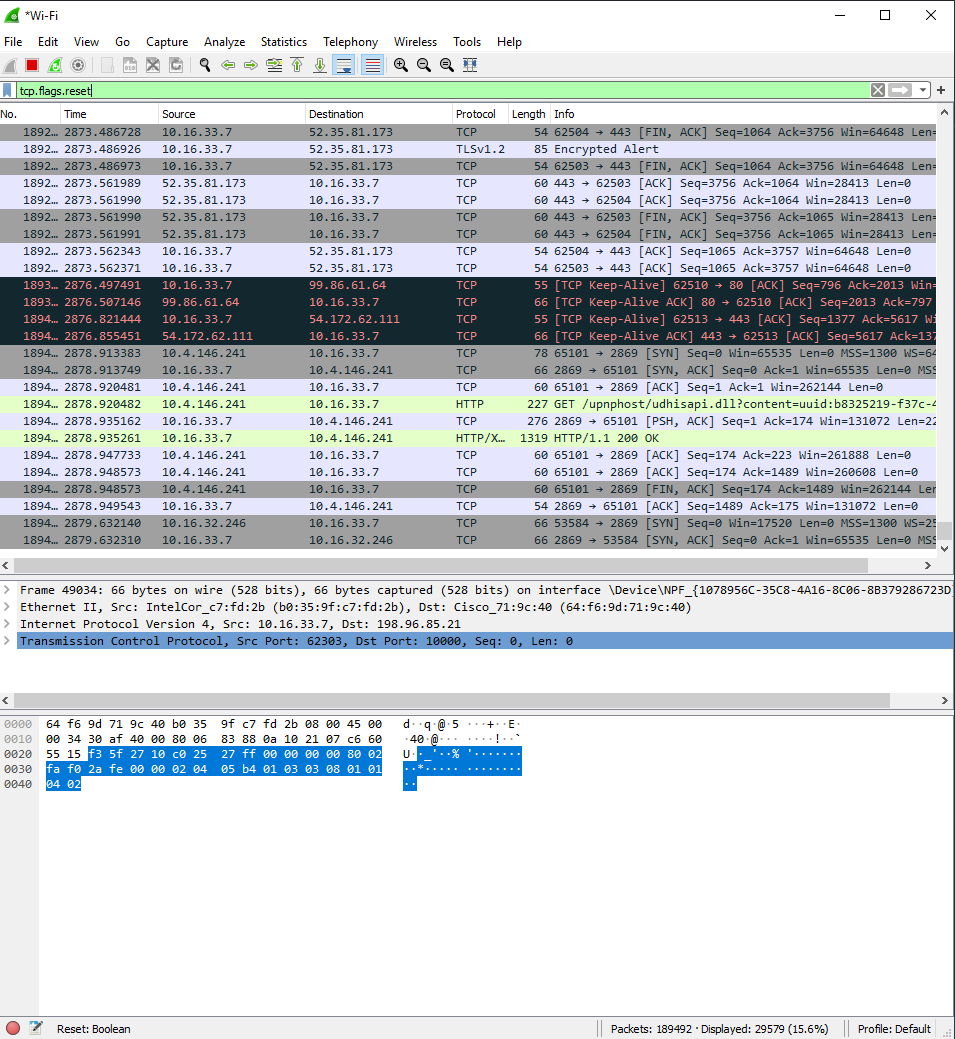 *Wi-Fi
File Edit View Go Capture Analyze Statistics Telephony Wireless Tools Help
tcp.flags.reset
No. Time Source Destination Protocol Length Info
1892… 2873.486728 10.16.33.7 52.35.81.173 TCP 54 62504 → 443 [FIN, ACK] Seq=1064 Ack=3756 Win=64648 Len=
1892… 2873.486926 10.16.33.7 52.35.81.173 TLSv1.2 85 Encrypted Alert
1892… 2873.486973 10.16.33.7 52.35.81.173 TCP 54 62503 → 443 [FIN, ACK] Seq=1064 Ack=3756 Win=64648 Len=
1892… 2873.561989 52.35.81.173 10.16.33.7 TCP 60 443 → 62503 [ACK] Seq=3756 Ack=1064 Win=28413 Len=0
1892… 2873.561990 52.35.81.173 10.16.33.7 TCP 60 443 → 62504 [ACK] Seq=3756 Ack=1064 Win=28413 Len=0
1892… 2873.561990 52.35.81.173 10.16.33.7 TCP 60 443 → 62503 [FIN, ACK] Seq=3756 Ack=1065 Win=28413 Len=
1892… 2873.561991 52.35.81.173 10.16.33.7 TCP 60 443 → 62504 [FIN, ACK] Seq=3756 Ack=1065 Win=28413 Len=
1892… 2873.562343 10.16.33.7 52.35.81.173 TCP 54 62504 → 443 [ACK] Seq=1065 Ack=3757 Win=64648 Len=0
1892… 2873.562371 10.16.33.7 52.35.81.173 TCP 54 62503 → 443 [ACK] Seq=1065 Ack=3757 Win=64648 Len=0
1893… 2876.497491 10.16.33.7 99.86.61.64 TCP 55 [TCP Keep-Alive] 62510 → 80 [ACK] Seq=796 Ack=2013 Win=
1893… 2876.507146 99.86.61.64 10.16.33.7 TCP 66 [TCP Keep-Alive ACK] 80 → 62510 [ACK] Seq=2013 Ack=797
1894… 2876.821444 10.16.33.7 54.172.62.111 TCP 55 [TCP Keep-Alive] 62513 → 443 [ACK] Seq=1377 Ack=5617 Wi
1894… 2876.855451 54.172.62.111 10.16.33.7 TCP 66 [TCP Keep-Alive ACK] 443 → 62513 [ACK] Seq=5617 Ack=137
1894… 2878.913383 10.4.146.241 10.16.33.7 TCP 78 65101 → 2869 [SYN] Seq=0 Win=65535 Len=0 MSS=1300 WS=64
1894… 2878.913749 10.16.33.7 10.4.146.241 TCP 66 2869 → 65101 [SYN, ACK] Seq=0 Ack=1 Win=65535 Len=0 MSS
1894… 2878.920481 10.4.146.241 10.16.33.7 TCP 60 65101 → 2869 [ACK] Seq=1 Ack=1 Win=262144 Len=0
1894… 2878.920482 10.4.146.241 10.16.33.7 HTTP 227 GET /upnphost/udhisapi.dll?content=uuid:b8325219-f37c-4
1894… 2878.935162 10.16.33.7 10.4.146.241 TCP 276 2869 → 65101 [PSH, ACK] Seq=1 Ack=174 Win=131072 Len=22
1894… 2878.935261 10.16.33.7 10.4.146.241 HTTP/X… 1319 HTTP/1.1 200 OK
1894… 2878.947733 10.4.146.241 10.16.33.7 TCP 60 65101 → 2869 [ACK] Seq=174 Ack=223 Win=261888 Len=0
1894… 2878.948573 10.4.146.241 10.16.33.7 TCP 60 65101 → 2869 [ACK] Seq=174 Ack=1489 Win=260608 Len=0
1894… 2878.948573 10.4.146.241 10.16.33.7 TCP 60 65101 → 2869 [FIN, ACK] Seq=174 Ack=1489 Win=262144 Len
1894… 2878.949543 10.16.33.7 10.4.146.241 TCP 54 2869 → 65101 [ACK] Seq=1489 Ack=175 Win=131072 Len=0
1894… 2879.632140 10.16.32.246 10.16.33.7 TCP 66 53584 → 2869 [SYN] Seq=0 Win=17520 Len=0 MSS=1300 WS=25
1894… 2879.632310 10.16.33.7 10.16.32.246 TCP 66 2869 → 53584 [SYN, ACK] Seq=0 Ack=1 Win=65535 Len=0 MSS
Frame 49034: 66 bytes on wire (528 bits), 66 bytes captured (528 bits) on interface \Device\NPF_{1078956C-35C8-4A16-8C06-8B379286723D
Ethernet II, Src: IntelCor_c7:fd:2b (b0:35:9f:c7:fd:2b), Dst: Cisco_71:9c:40 (64:f6:9d:71:9c:40)
Internet Protocol Version 4, Src: 10.16.33.7, Dst: 198.96.85.21
Transmission Control Protocol, Src Port: 62303, Dst Port: 10000, Seq: 0, Len: 0
0000 64 f6 9d 71 9c 40 b0 35 9f c7 fd 2b 08 00 45 00 d··q·@·5 ···+··E·
0010 00 34 30 af 40 00 80 06 83 88 0a 10 21 07 c6 60 ·40·@··· ····!··`
0020 55 15 f3 5f 27 10 c0 25 27 ff 00 00 00 00 80 02 U··_'··% '·······
0030 fa f0 2a fe 00 00 02 04 05 b4 01 03 03 08 01 01 ··*····· ········
0040 04 02 ··
Reset: Boolean Packets: 189492 · Displayed: 29579 (15.6%) Profile: Default